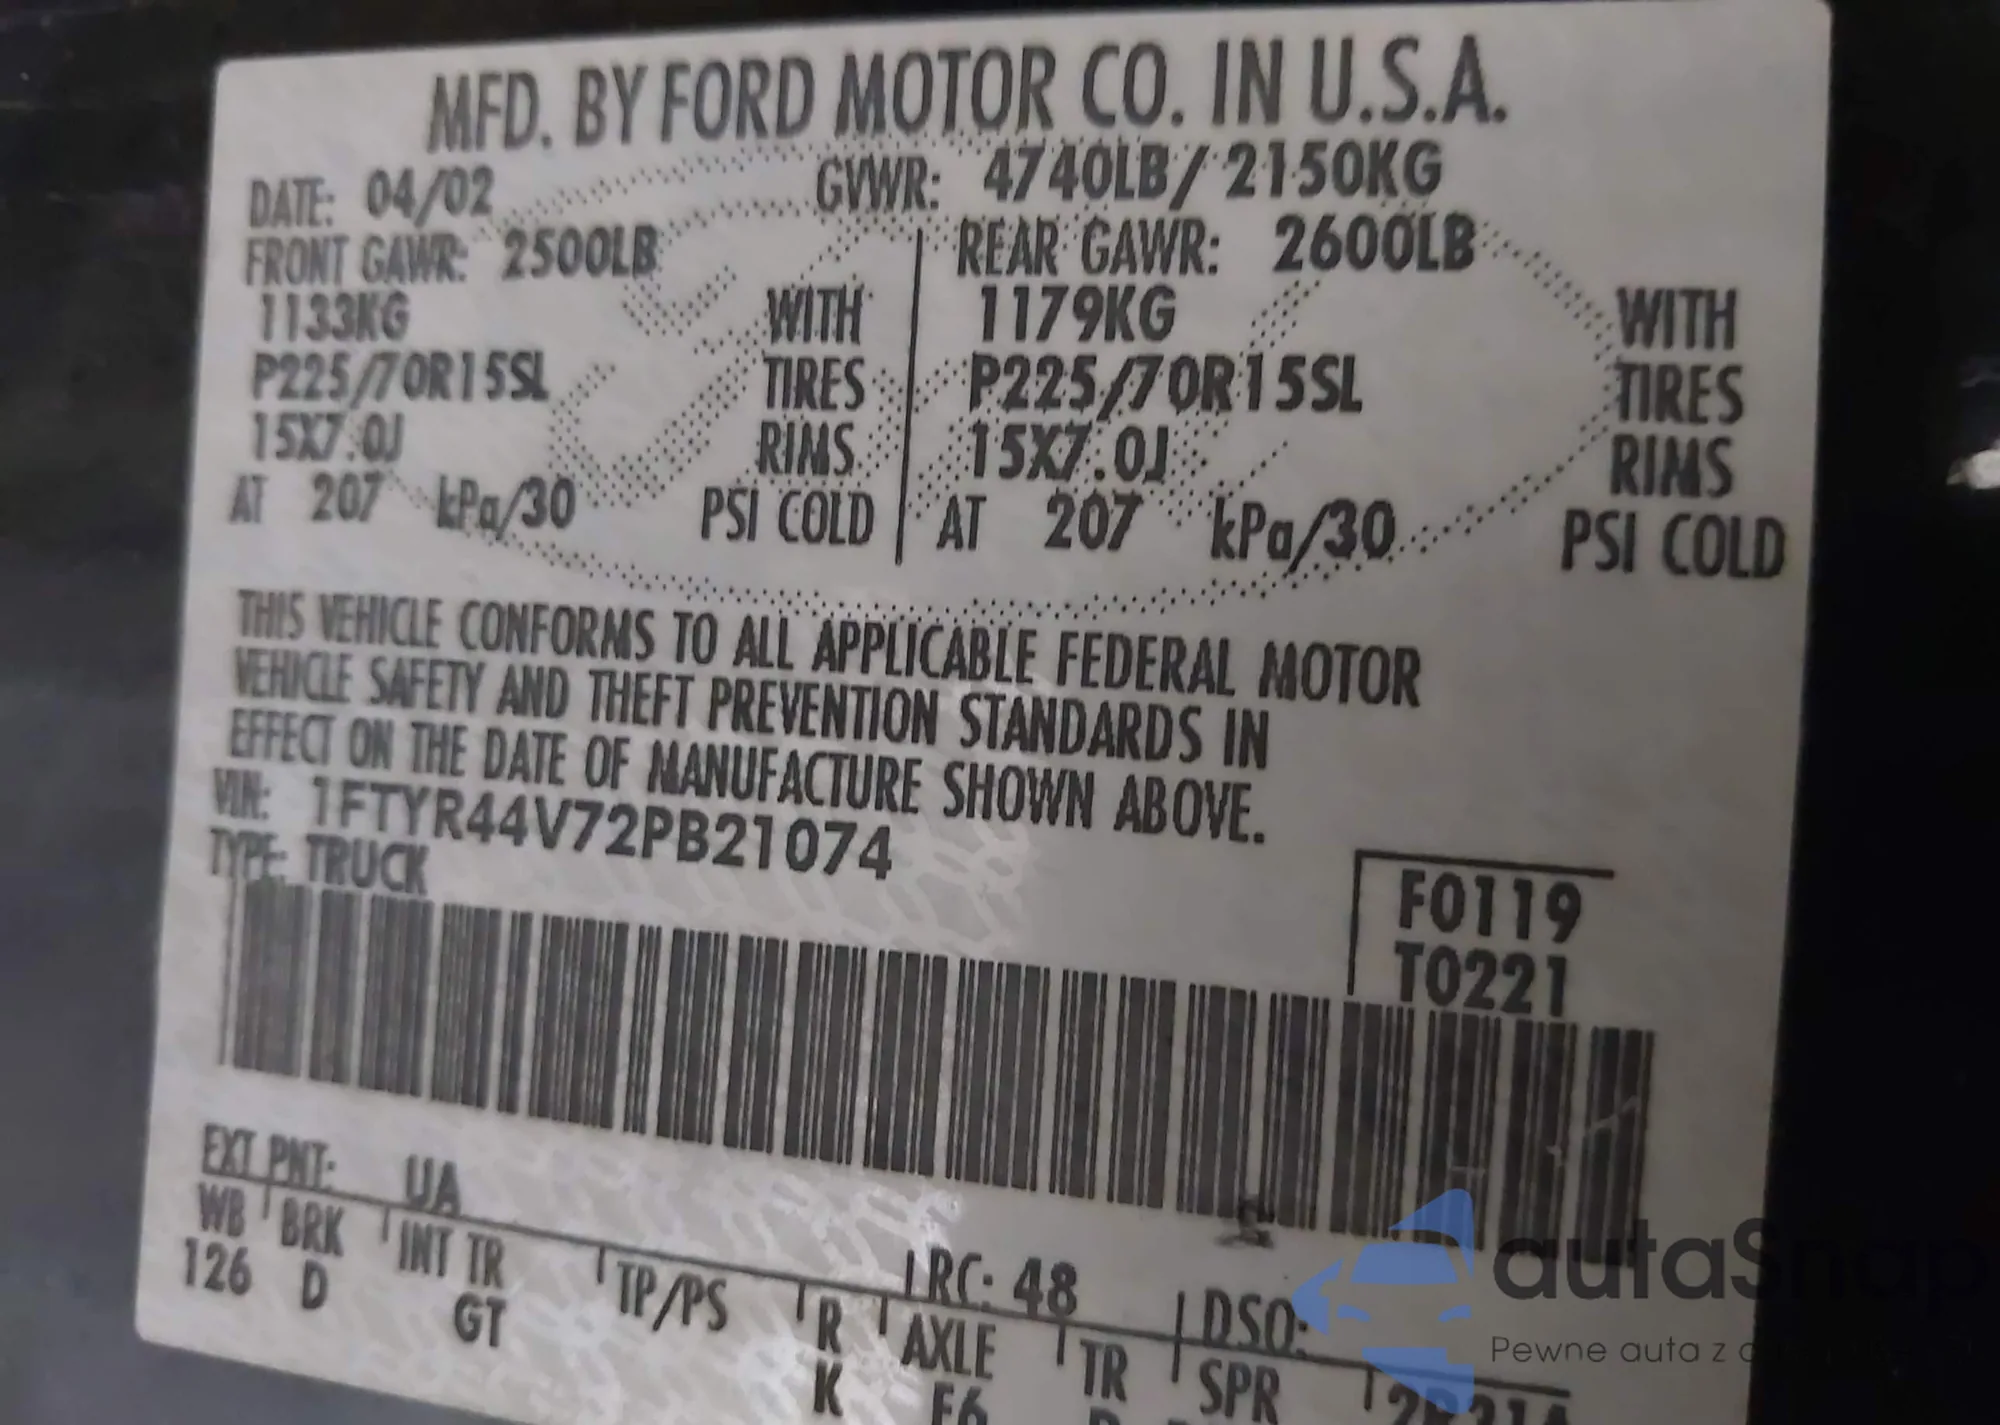 MFD. BY FORD MOTOR CO. IN U.S.A.
DATE: 04/02 GVWR: 4740LB/ 2150KG
FRONT GAWR: 2500LB REAR GAWR: 2600LB
1133KG WITH 1179KG WITH
P225/70R15SL TIRES P225/70R15SL TIRES
15X7.0J RIMS 15X7.0J RIMS
AT 207 kPa/30 PSI COLD AT 207 kPa/30 PSI COLD
THIS VEHICLE CONFORMS TO ALL APPLICABLE FEDERAL MOTOR
VEHICLE SAFETY AND THEFT PREVENTION STANDARDS IN
EFFECT ON THE DATE OF MANUFACTURE SHOWN ABOVE.
VIN: 1FTYR44V72PB21074
TYPE: TRUCK
F0119
T0221
EXT PNT: UA RC: 48 DSO:
WB BRK INT TR TP/PS R AXLE TR SPR
126 D GT K F6
autaSnap
Pewne auta z